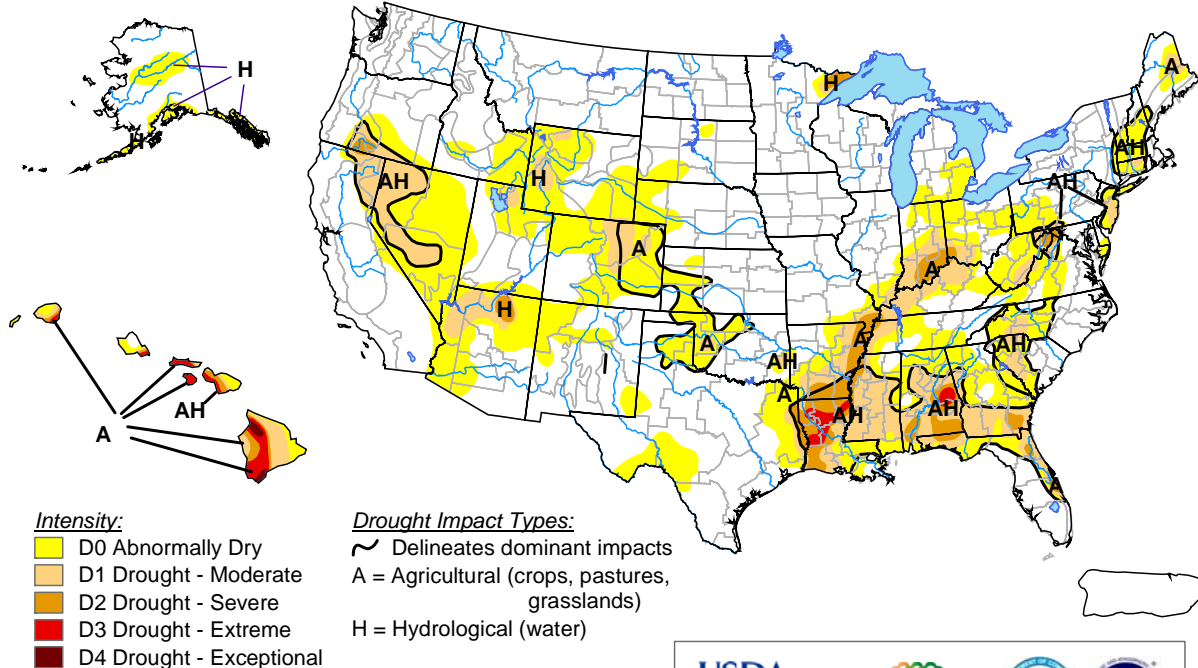 H
H
A
H
AH
AH
H
AH
A
A
H
A
A
AH
AH
A
AH
AH
AH
A
A
Intensity:
D0 Abnormally Dry
D1 Drought - Moderate
D2 Drought - Severe
D3 Drought - Extreme
D4 Drought - Exceptional
Drought Impact Types:
Delineates dominant impacts
A = Agricultural (crops, pastures,
grasslands)
H = Hydrological (water)
USDA